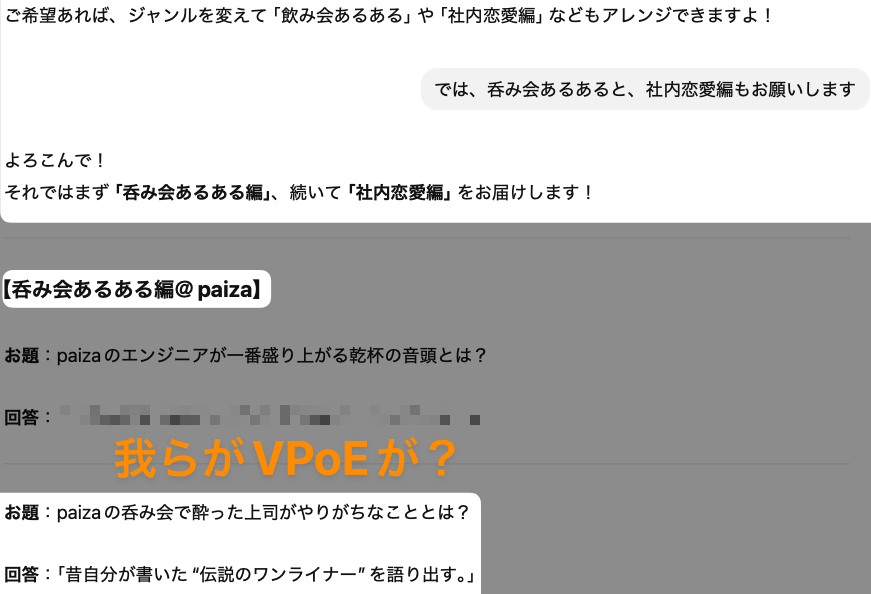 ご希望あれば、ジャンルを変えて「飲み会あるある」や「社内恋愛編」などもアレンジできますよ！
では、呑み会あるあると、社内恋愛編もお願いします
よろこんで！
それではまず「呑み会あるある編」、続いて「社内恋愛編」をお届けします！
【呑み会あるある編＠paiza】
お題：paizaのエンジニアが一番盛り上がる乾杯の音頭とは？
回答：
我らがVPoEが？
お題：paizaの呑み会で酔った上司がやりがちなこととは？
回答：「昔自分が書いた“伝説のワンライナー”を語り出す。」